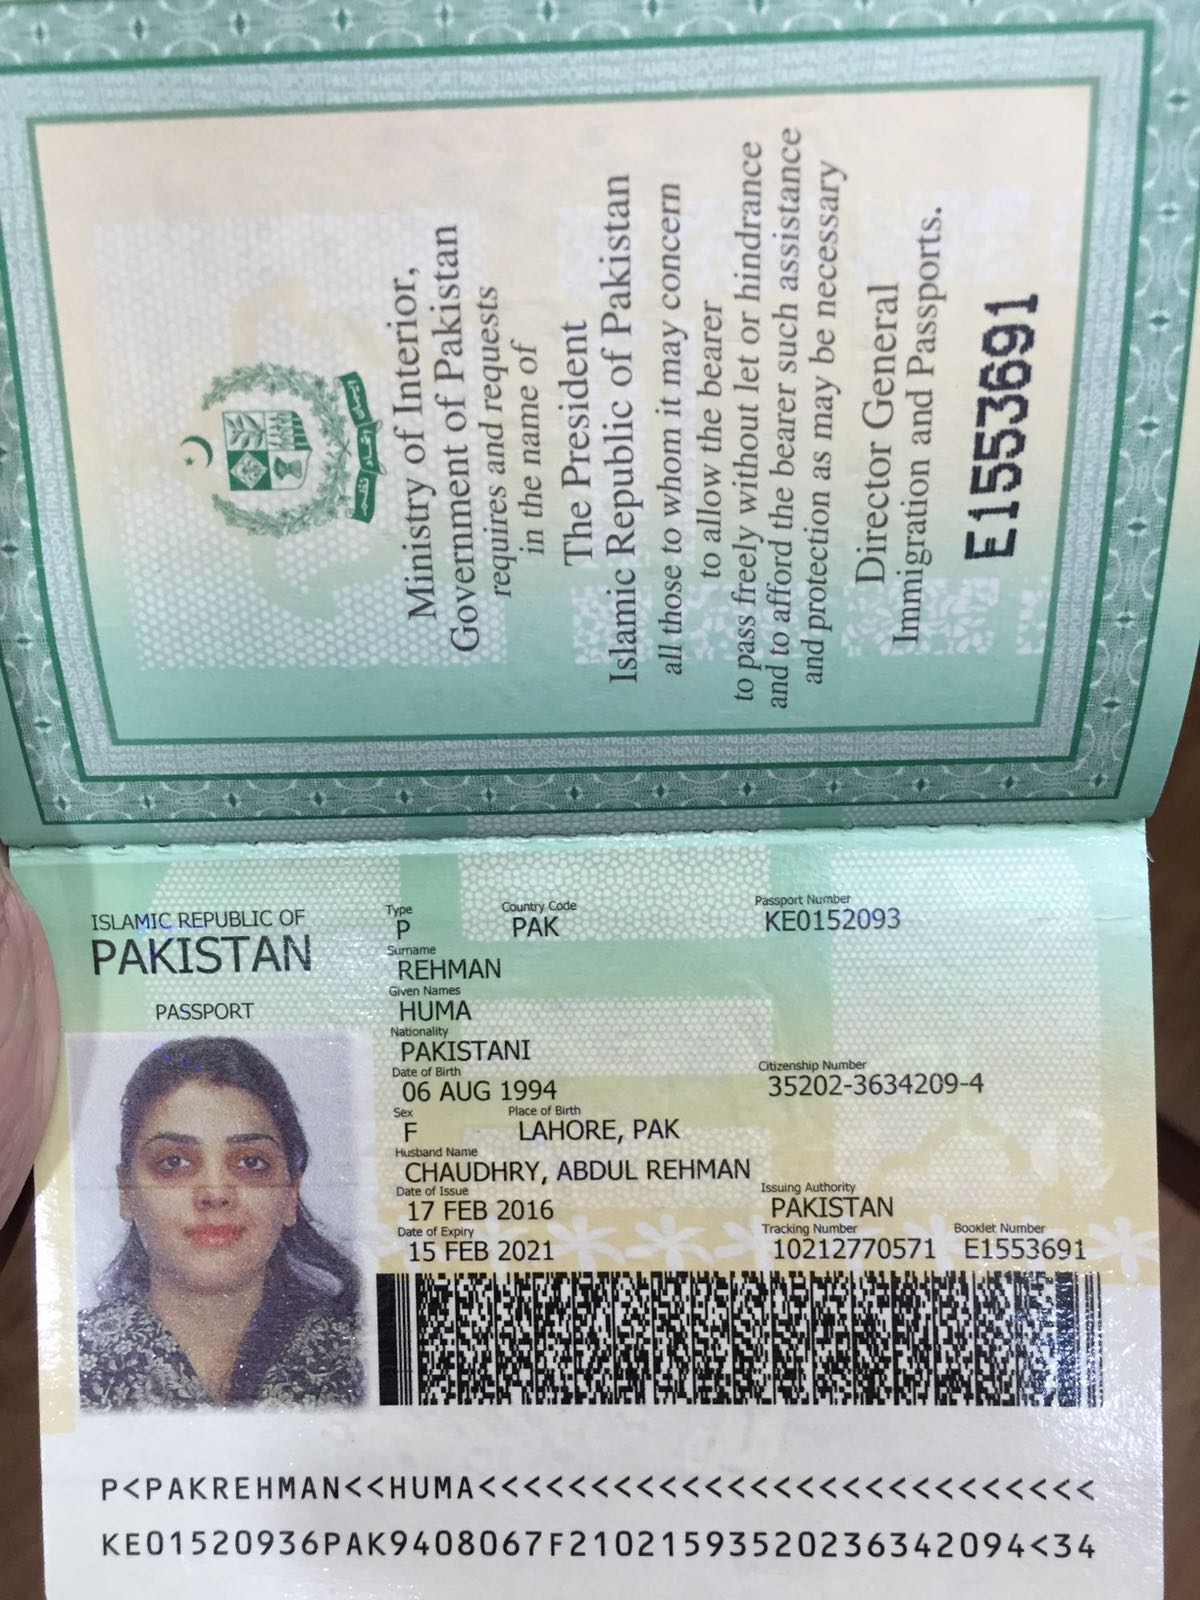 Ministry of Interior,
Government of Pakistan
requires and requests
in the name of
The President
Islamic Republic of Pakistan
all those to whom it may concern
to allow the bearer
to pass freely without let or hindrance
and to afford the bearer such assistance
and protection as may be necessary
Director General
Immigration and Passports.
E1553691
ISLAMIC REPUBLIC OF
PAKISTAN
PASSPORT
Type Country Code Passport Number
P PAK KE0152093
Surname
REHMAN
Given Names
HUMA
Nationality
PAKISTANI
Date of Birth Citizenship Number
06 AUG 1994 35202-3634209-4
Sex Place of Birth
F LAHORE, PAK
Husband Name
CHAUDHRY, ABDUL REHMAN
Date of Issue Issuing Authority
17 FEB 2016 PAKISTAN
Date of Expiry Tracking Number Booklet Number
15 FEB 2021 10212770571 E1553691
P<PAKREHMAN<<HUMA<<<<<<<<<<<<<<<<<<<<<<<<<<<
KE01520936PAK9408067F21021593520236342094<34